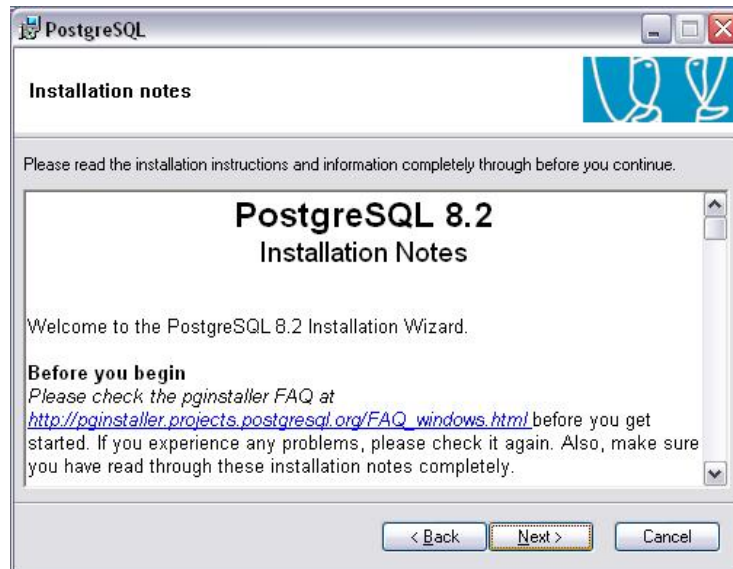 PostgreSQL
Installation notes
Please read the installation instructions and information completely through before you continue.
PostgreSQL 8.2
Installation Notes
Welcome to the PostgreSQL 8.2 Installation Wizard.
Before you begin
Please check the pginstaller FAQ at
http://pginstaller.projects.postgresql.org/FAQ_windows.html before you get
started. If you experience any problems, please check it again. Also, make sure
you have read through these installation notes completely.
< Back Next > Cancel